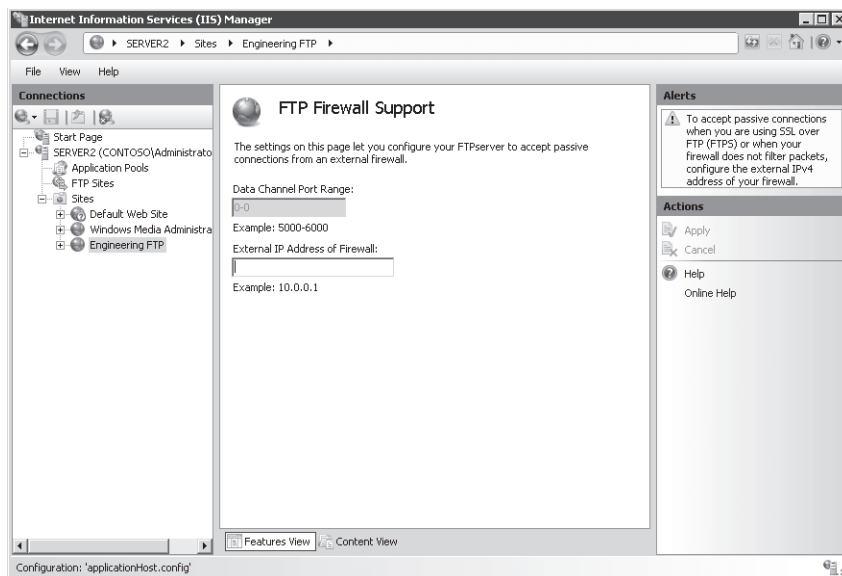 Internet Information Services (IIS) Manager
SERVER2 Sites Engineering FTP
File View Help
Connections
Start Page
SERVER2 (CONTOSO\Administrato
Application Pools
FTP Sites
Sites
Default Web Site
Windows Media Administra
Engineering FTP
FTP Firewall Support
The settings on this page let you configure your FTPserver to accept passive
connections from an external firewall.
Data Channel Port Range:
0-0
Example: 5000-6000
External IP Address of Firewall:
Example: 10.0.0.1
Features View Content View
Alerts
To accept passive connections
when you are using SSL over
FTP (FTPS) or when your
firewall does not filter packets,
configure the external IPv4
address of your firewall.
Actions
Apply
Cancel
Help
Online Help
Configuration: 'applicationHost.config'